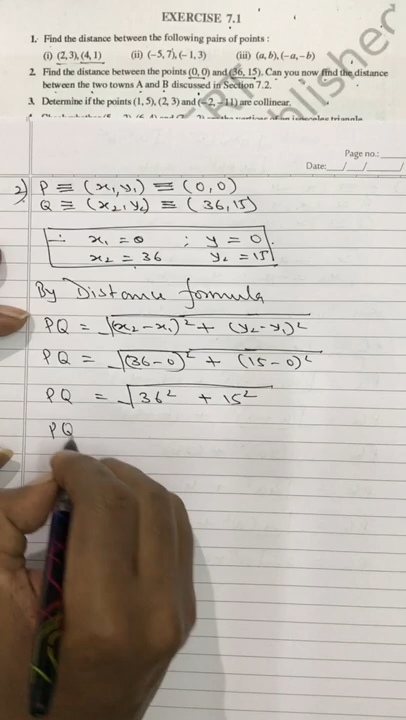 EXERCISE 7.1
1. Find the distance between the following pairs of points :
(i) (2, 3), (4, 1) (ii) (–5, 7), (–1, 3) (iii) (a, b), (–a, –b)
2. Find the distance between the points (0, 0) and (36, 15). Can you now find the distance
between the two towns A and B discussed in Section 7.2.
3. Determine if the points (1, 5), (2, 3) and (–2, –11) are collinear.
Page no.:
Date: / /
2) P ≡ (x₁, y₁) ≡ (0, 0)
Q ≡ (x₂, y₂) ≡ (36, 15)
∴ x₁ = 0 ; y = 0
x₂ = 36 y₂ = 15
By Distance formula
PQ = √(x₂ – x₁)² + (y₂ – y₁)²
PQ = √(36 – 0)² + (15 – 0)²
PQ = √36² + 15²
PQ